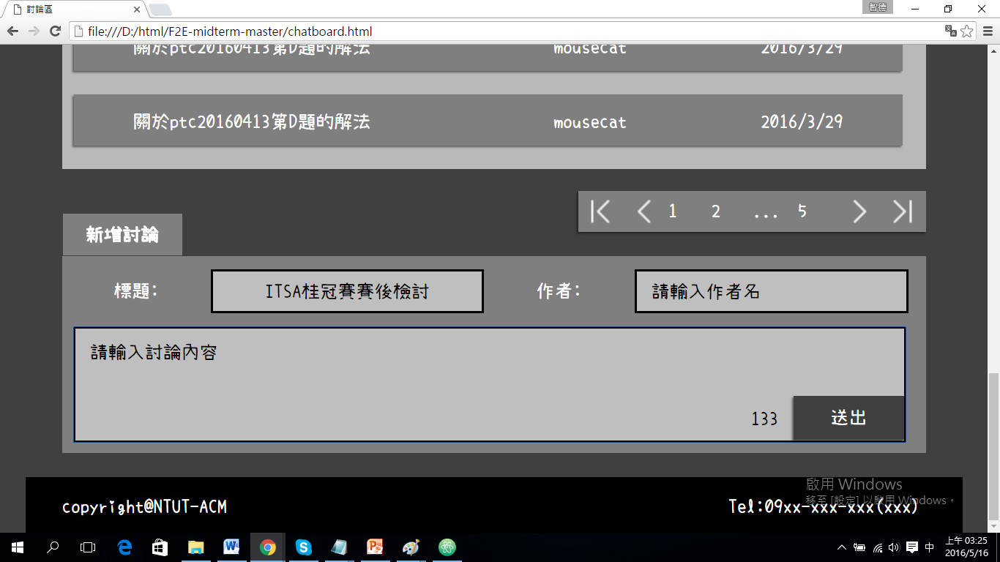 討論區
智德
file:///D:/html/F2E-midterm-master/chatboard.html
關於ptc20160413第D題的解法 mousecat 2016/3/29
關於ptc20160413第D題的解法 mousecat 2016/3/29
1 2 ... 5
新增討論
標題: ITSA桂冠賽賽後檢討 作者: 請輸入作者名
請輸入討論內容
133 送出
啟用 Windows
移至 [設定] 以啟用 Windows。
copyright@NTUT-ACM Tel:09xx-xxx-xxx(xxx)
中
上午 03:25
2016/5/16